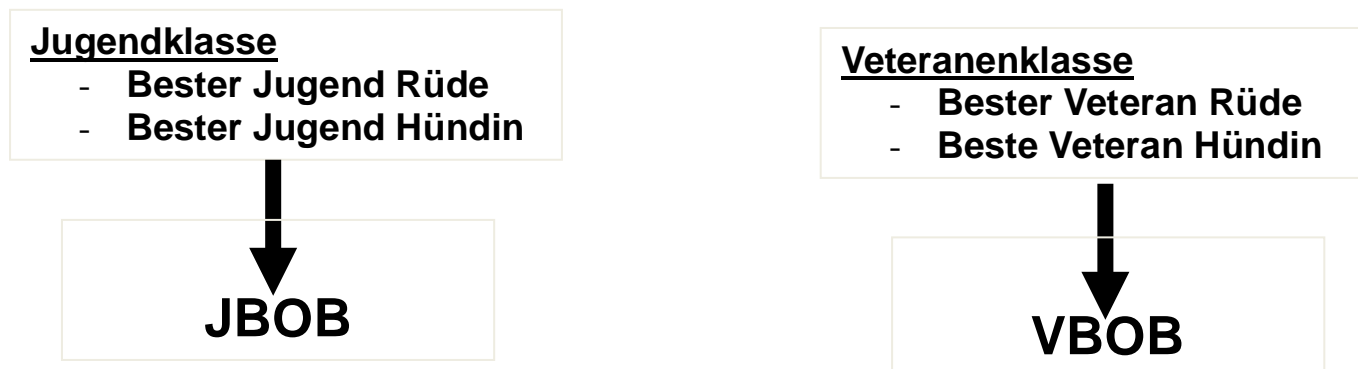 Jugendklasse
- Bester Jugend Rüde
- Bester Jugend Hündin
JBOB
Veteranenklasse
- Bester Veteran Rüde
- Beste Veteran Hündin
VBOB